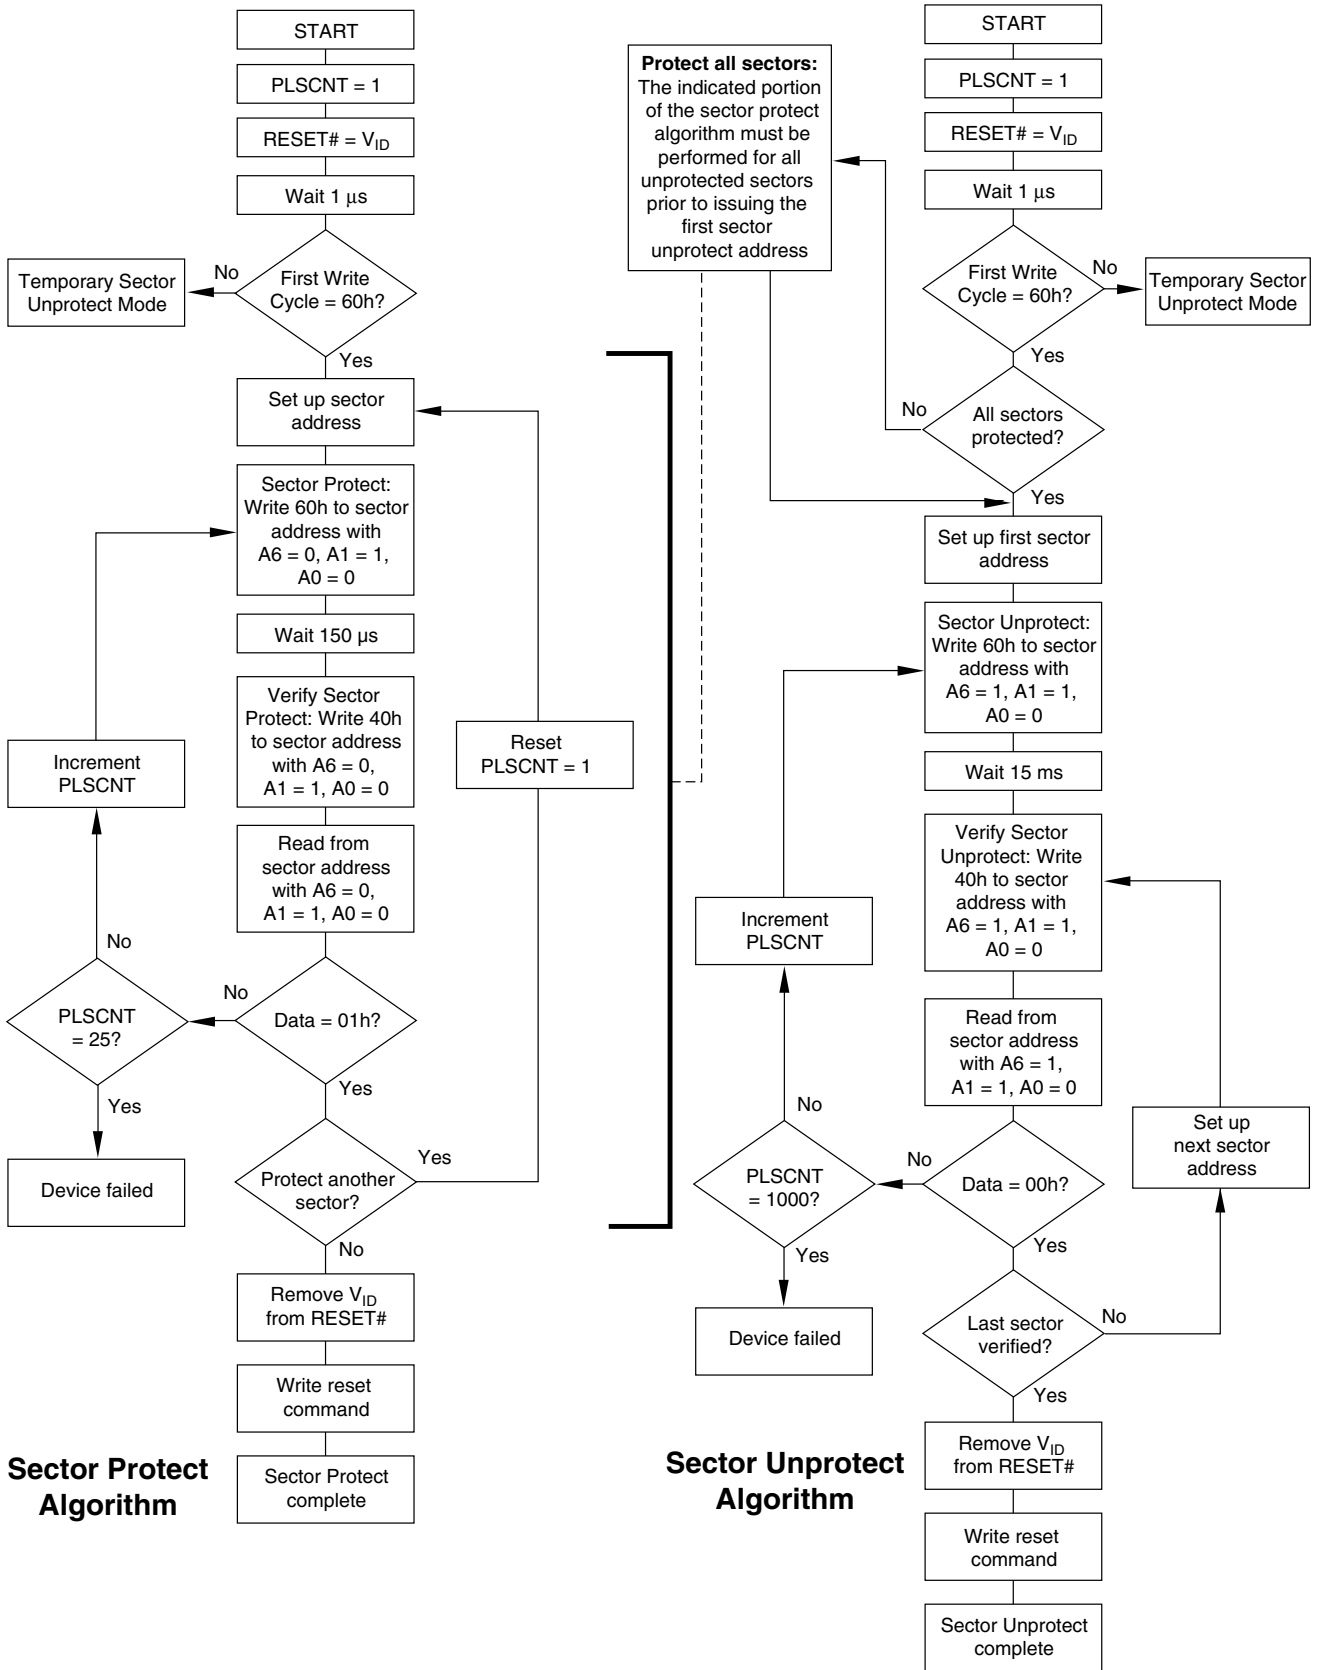 START
PLSCNT = 1
RESET# = VID
Wait 1 μs
First Write
Cycle = 60h?
No
Temporary Sector
Unprotect Mode
Yes
Set up sector
address
Sector Protect:
Write 60h to sector
address with
A6 = 0, A1 = 1,
A0 = 0
Wait 150 µs
Verify Sector
Protect: Write 40h
to sector address
with A6 = 0,
A1 = 1, A0 = 0
Reset
PLSCNT = 1
Increment
PLSCNT
Read from
sector address
with A6 = 0,
A1 = 1, A0 = 0
No
No
PLSCNT
= 25?
Data = 01h?
Yes
Yes
Device failed
Protect another
sector?
Yes
No
Remove VID
from RESET#
Write reset
command
Sector Protect
complete
Sector Protect
Algorithm
Protect all sectors:
The indicated portion
of the sector protect
algorithm must be
performed for all
unprotected sectors
prior to issuing the
first sector
unprotect address
START
PLSCNT = 1
RESET# = VID
Wait 1 μs
First Write
Cycle = 60h?
No
Temporary Sector
Unprotect Mode
Yes
No
All sectors
protected?
Yes
Set up first sector
address
Sector Unprotect:
Write 60h to sector
address with
A6 = 1, A1 = 1,
A0 = 0
Wait 15 ms
Verify Sector
Unprotect: Write
40h to sector
address with
A6 = 1, A1 = 1,
A0 = 0
Increment
PLSCNT
Read from
sector address
with A6 = 1,
A1 = 1, A0 = 0
No
Set up
next sector
address
No
PLSCNT
= 1000?
Data = 00h?
Yes
Yes
Device failed
Last sector
verified?
No
Yes
Remove VID
from RESET#
Write reset
command
Sector Unprotect
complete
Sector Unprotect
Algorithm